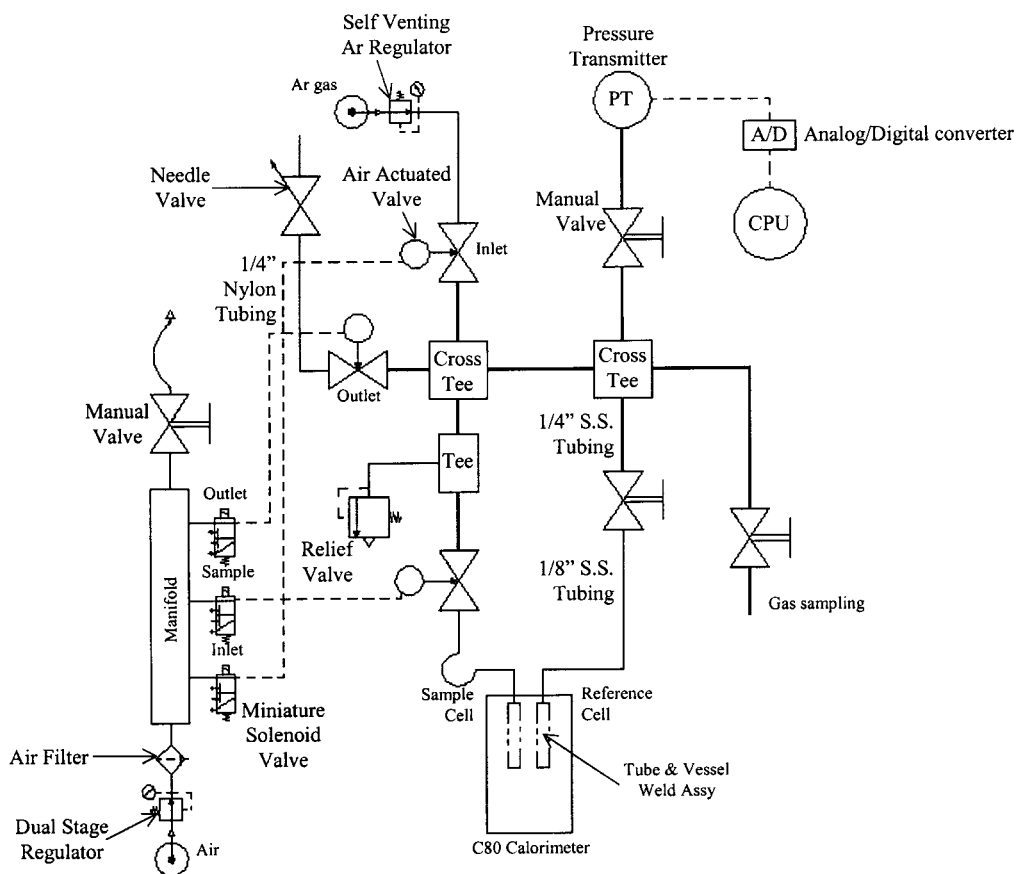 Self Venting
Ar Regulator
Ar gas
Pressure
Transmitter
PT
A/D
Analog/Digital converter
CPU
Needle
Valve
Air Actuated
Valve
Manual
Valve
Inlet
1/4”
Nylon
Tubing
Cross
Tee
Cross
Tee
Outlet
Manual
Valve
1/4” S.S.
Tubing
Tee
Outlet
Sample
Relief
Valve
1/8” S.S.
Tubing
Manifold
Gas sampling
Inlet
Sample
Cell
Reference
Cell
Miniature
Solenoid
Valve
Air Filter
Tube & Vessel
Weld Assy
Dual Stage
Regulator
Air
C80 Calorimeter